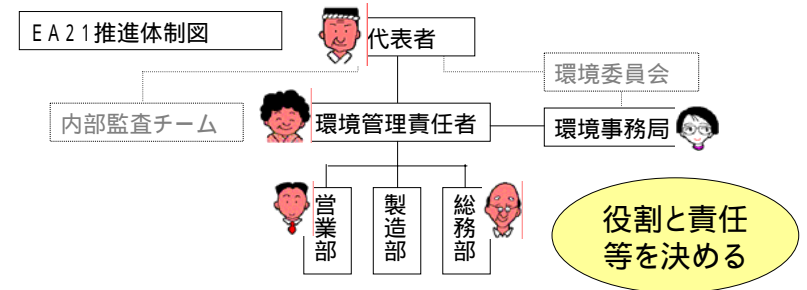 EA21推進体制図
代表者
環境委員会
内部監査チーム
環境管理責任者
環境事務局
営業部
製造部
総務部
役割と責任
等を決める